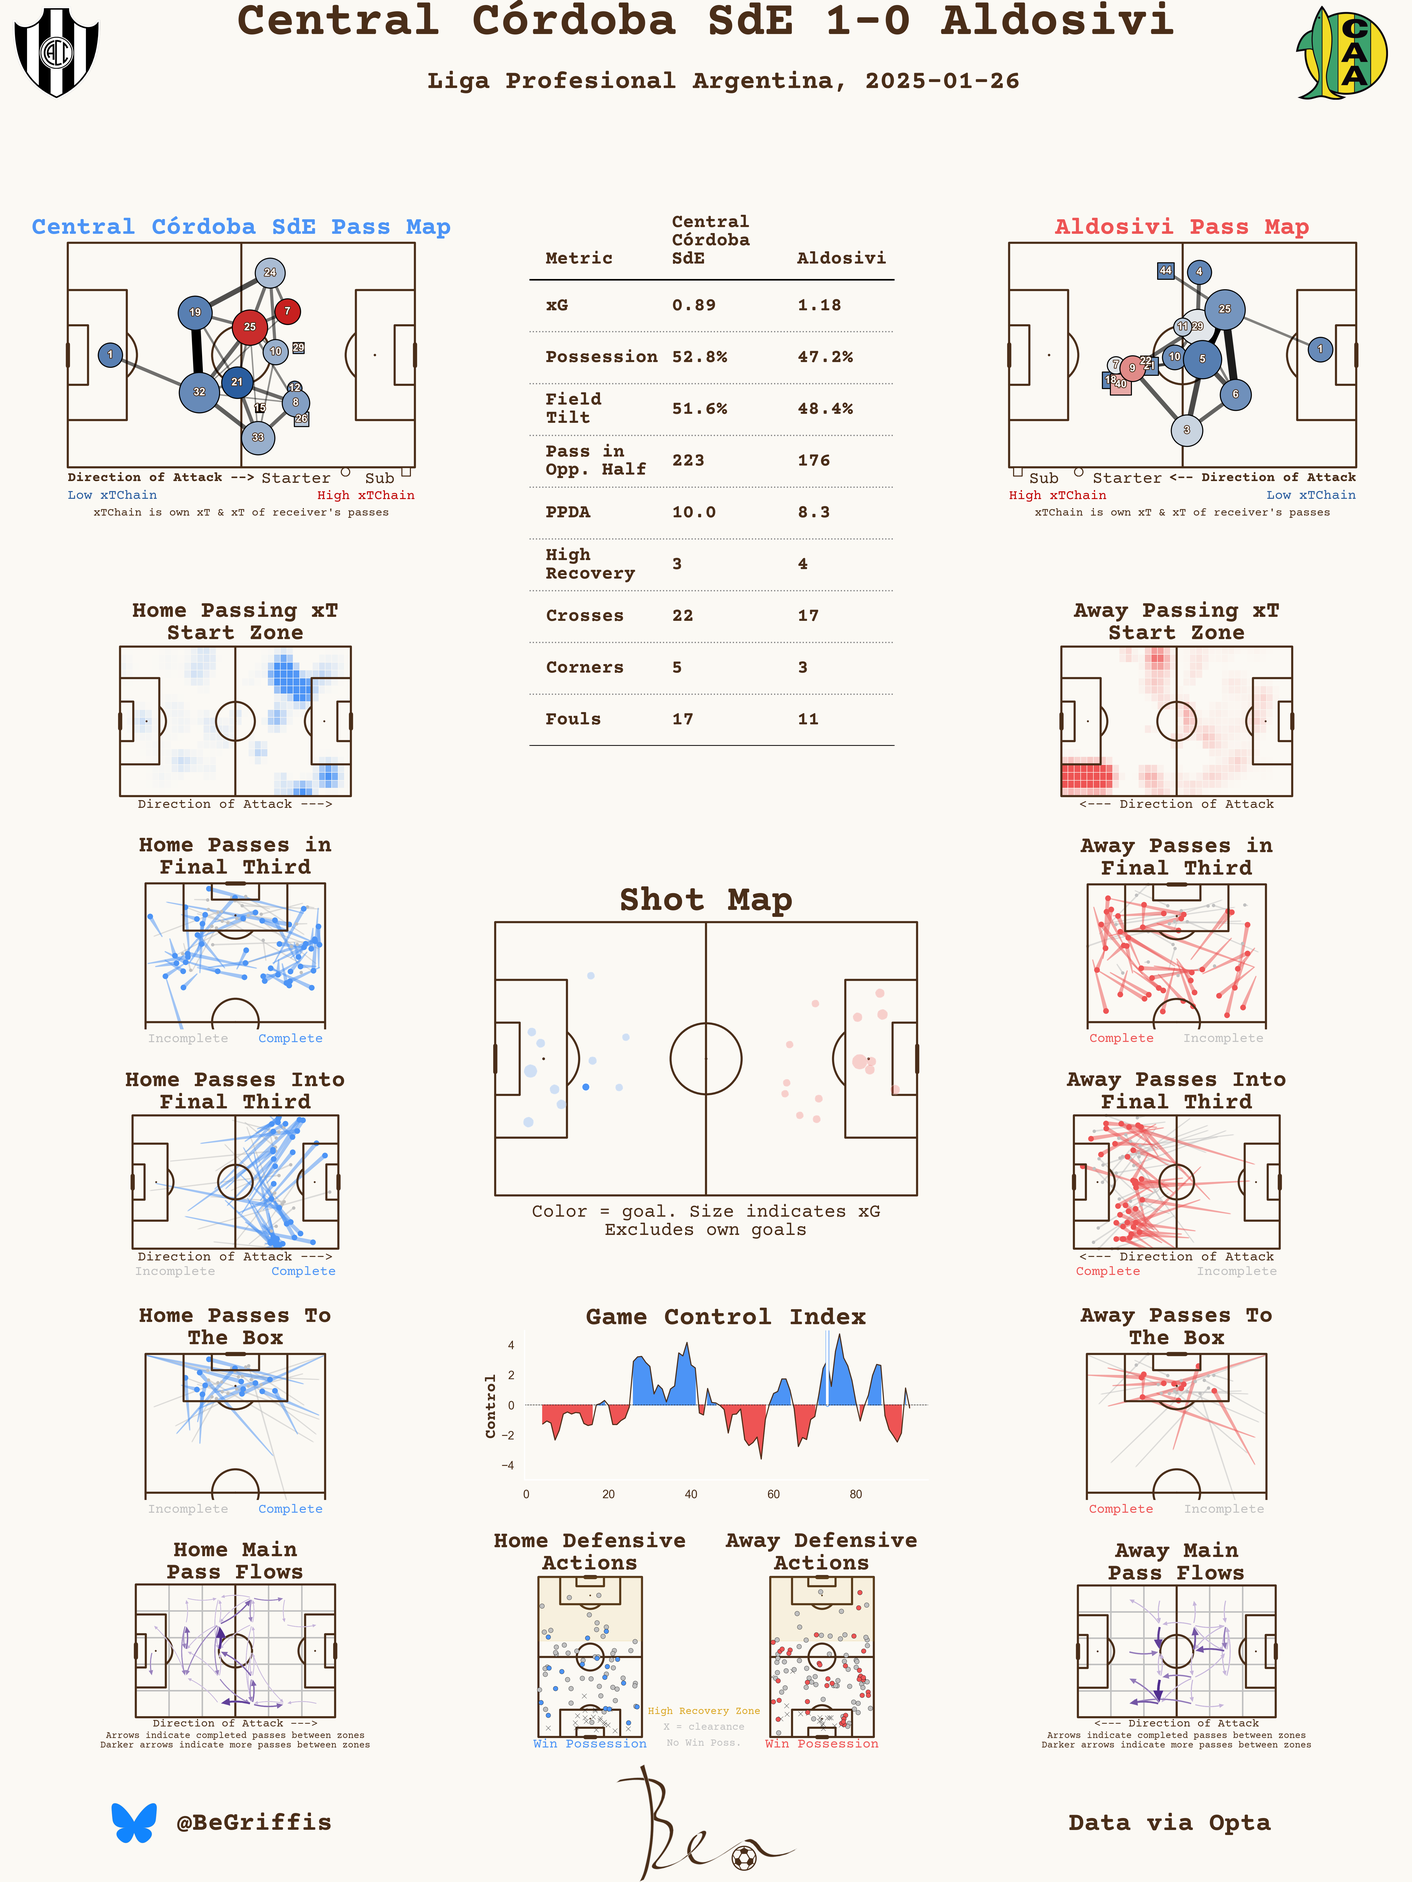 Central Córdoba SdE 1-0 Aldosivi
Liga Profesional Argentina, 2025-01-26
CACC
CAA
Central Córdoba SdE Pass Map
24
19
7
25
10
29
1
32
21
12
8
15
26
33
Direction of Attack --> Starter Sub
Low xTChain High xTChain
xTChain is own xT & xT of receiver's passes
Metric Central Córdoba SdE Aldosivi
xG 0.89 1.18
Possession 52.8% 47.2%
Field Tilt 51.6% 48.4%
Pass in Opp. Half 223 176
PPDA 10.0 8.3
High Recovery 3 4
Crosses 22 17
Corners 5 3
Fouls 17 11
Aldosivi Pass Map
44
4
25
11
29
1
10
5
22
21
7
9
18
40
6
3
Sub Starter <-- Direction of Attack
High xTChain Low xTChain
xTChain is own xT & xT of receiver's passes
Home Passing xT
Start Zone
Direction of Attack --->
Away Passing xT
Start Zone
<--- Direction of Attack
Home Passes in
Final Third
Incomplete Complete
Away Passes in
Final Third
Complete Incomplete
Shot Map
Color = goal. Size indicates xG
Excludes own goals
Home Passes Into
Final Third
Direction of Attack --->
Incomplete Complete
Away Passes Into
Final Third
<--- Direction of Attack
Complete Incomplete
Home Passes To
The Box
Incomplete Complete
Game Control Index
Control
4
2
0
−2
−4
0 20 40 60 80
Away Passes To
The Box
Complete Incomplete
Home Main
Pass Flows
Direction of Attack --->
Arrows indicate completed passes between zones
Darker arrows indicate more passes between zones
Home Defensive
Actions
Win Possession
High Recovery Zone
X = clearance
No Win Poss.
Away Defensive
Actions
Win Possession
Away Main
Pass Flows
<--- Direction of Attack
Arrows indicate completed passes between zones
Darker arrows indicate more passes between zones
@BeGriffis
Ben
Data via Opta